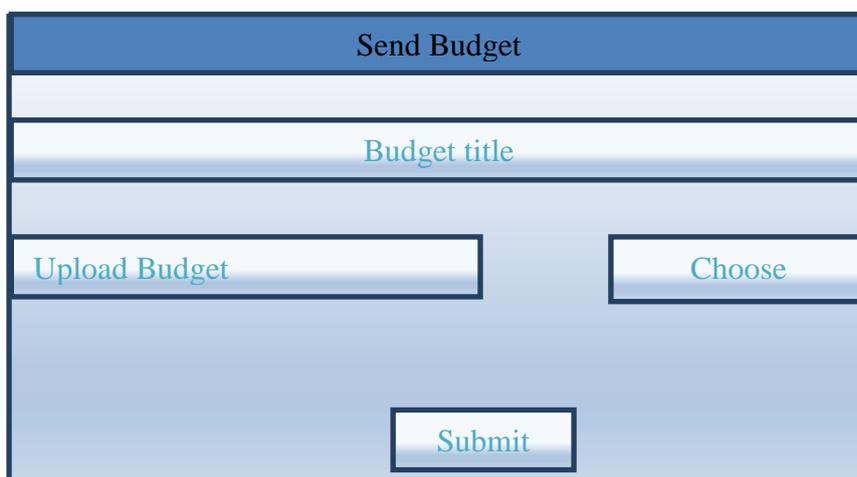 Send Budget
Budget title
Upload Budget
Choose
Submit